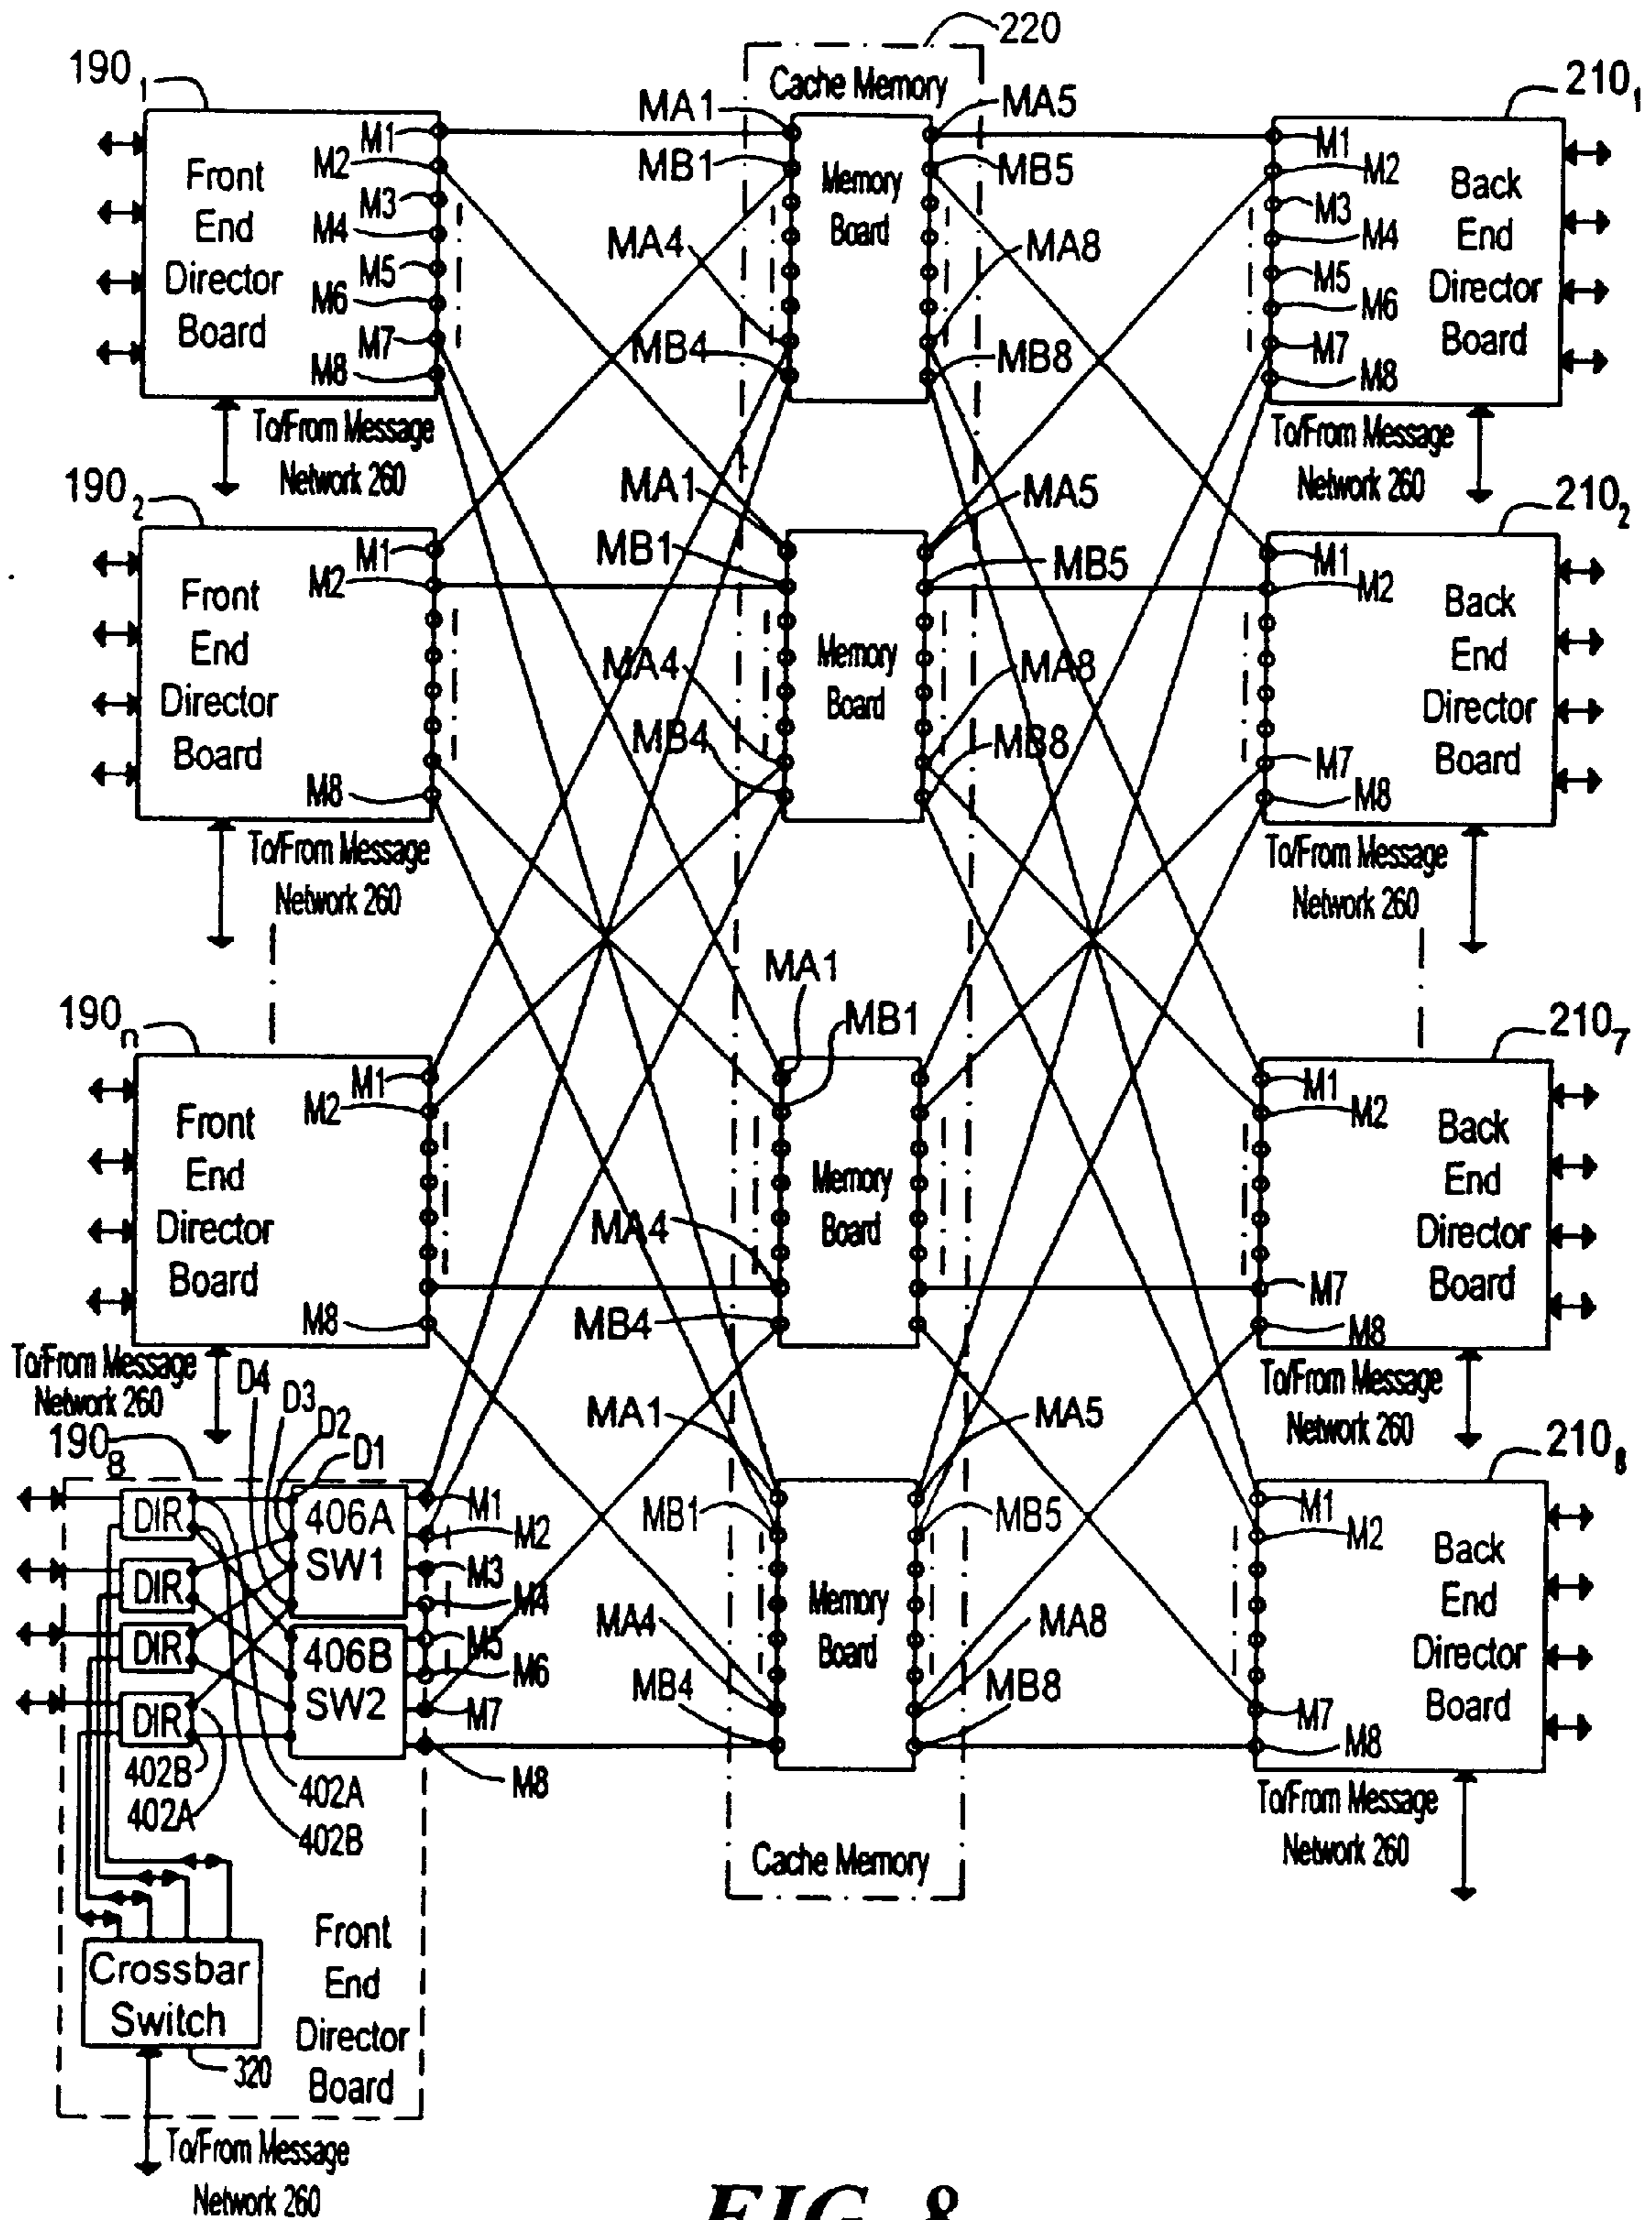 220
190
1
Cache Memory
210
1
MA1
MA5
M1
M2
M3
M4
M5
M6
M7
M8
Front
End
Director
Board
MB1
MB5
Memory
Board
MA4
MA8
MB4
MB8
M1
M2
M3
M4
M5
M6
M7
M8
Back
End
Director
Board
To/From Message
Network 260
To/From Message
Network 260
190
2
210
2
MA1
MA5
MB1
MB5
M1
M2
M8
Front
End
Director
Board
Memory
Board
MA4
MA8
MB4
MB8
M1
M2
M7
M8
Back
End
Director
Board
To/From Message
Network 260
To/From Message
Network 260
190
n
210
7
MA1
MB1
M1
M2
M8
Front
End
Director
Board
Memory
Board
MA4
MB4
M1
M2
M7
M8
Back
End
Director
Board
To/From Message
Network 260
To/From Message
Network 260
D4
D3
D2
D1
190
8
210
8
MA1
MA5
MB1
MB5
DIR
DIR
DIR
DIR
406A
SW1
406B
SW2
M1
M2
M3
M4
M5
M6
M7
M8
Memory
Board
MA4
MA8
MB4
MB8
M1
M2
M7
M8
Back
End
Director
Board
402B
402A
402A
402B
To/From Message
Network 260
Cache Memory
Crossbar
Switch
320
Front
End
Director
Board
To/From Message
Network 260
FIG. 8